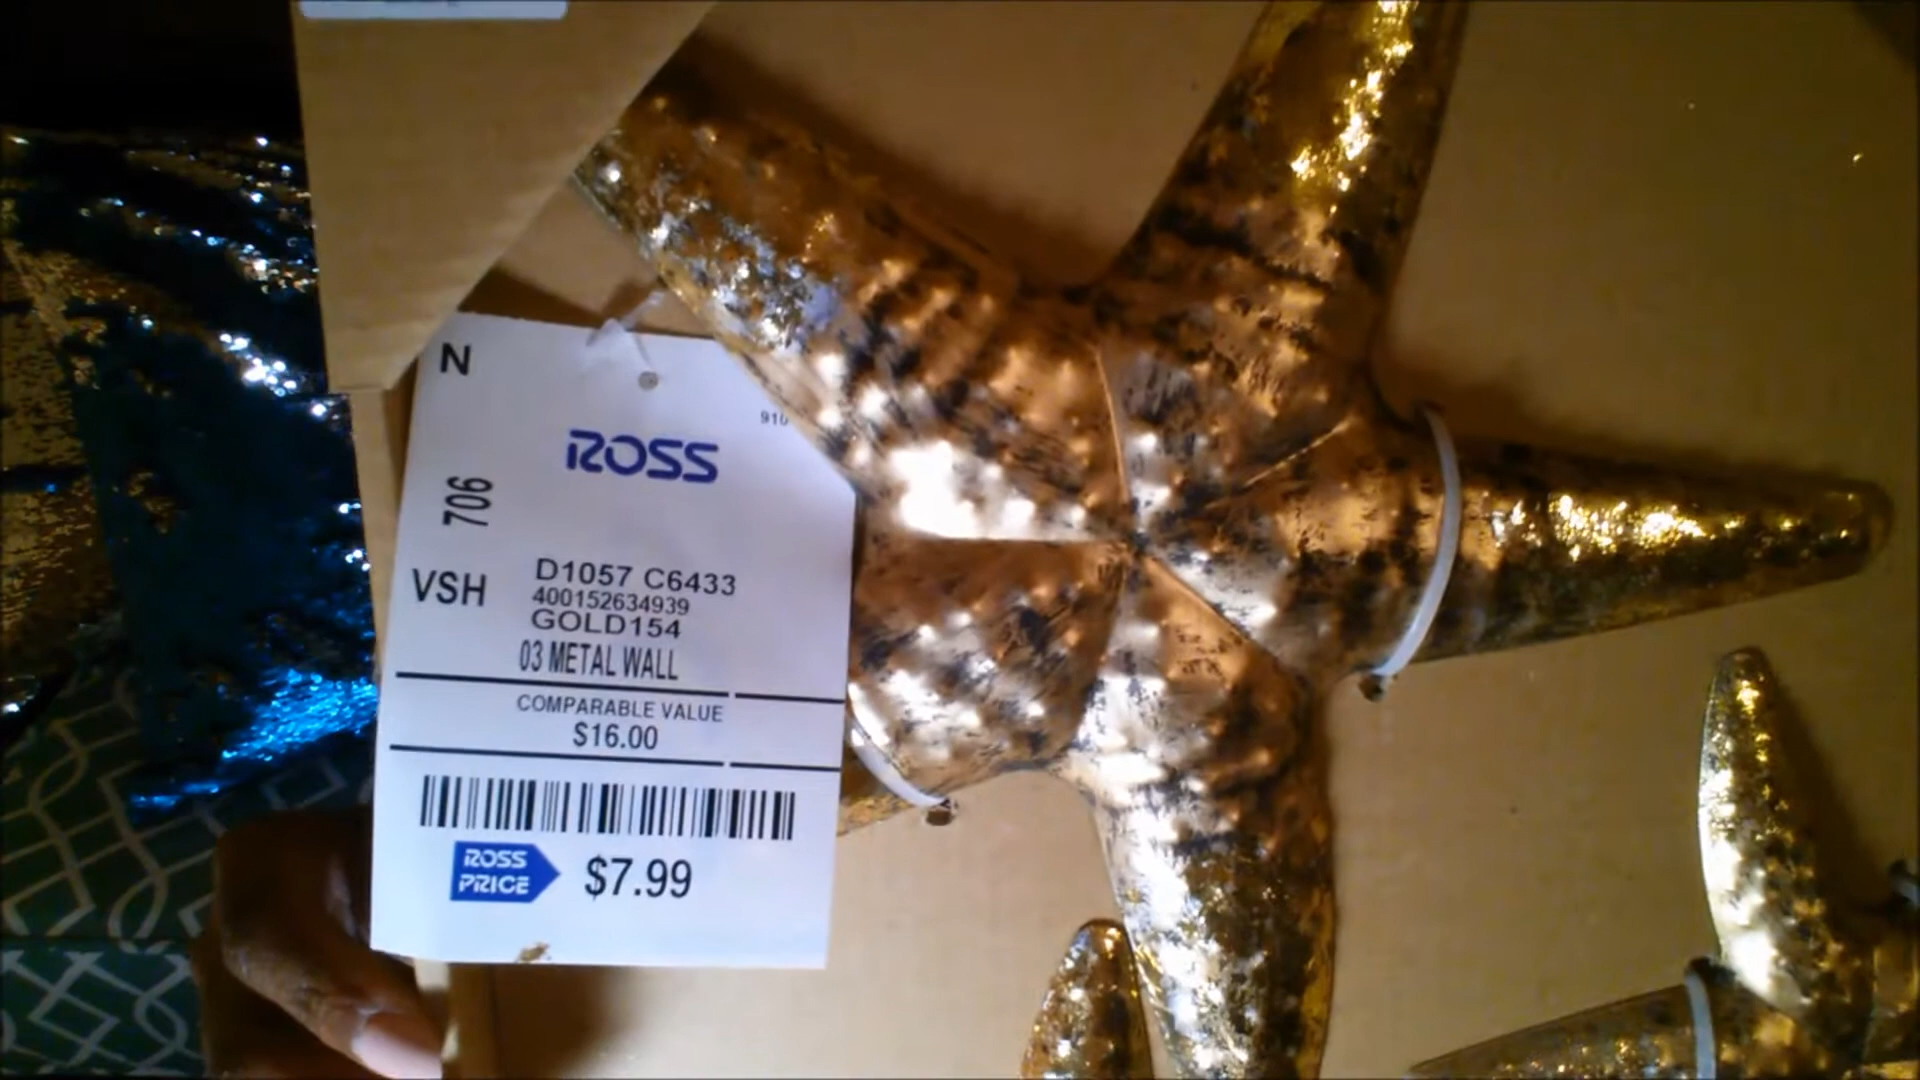 N
910
ROSS
706
VSH
D1057 C6433
400152634939
GOLD154
03 METAL WALL
COMPARABLE VALUE
$16.00
ROSS
PRICE
$7.99